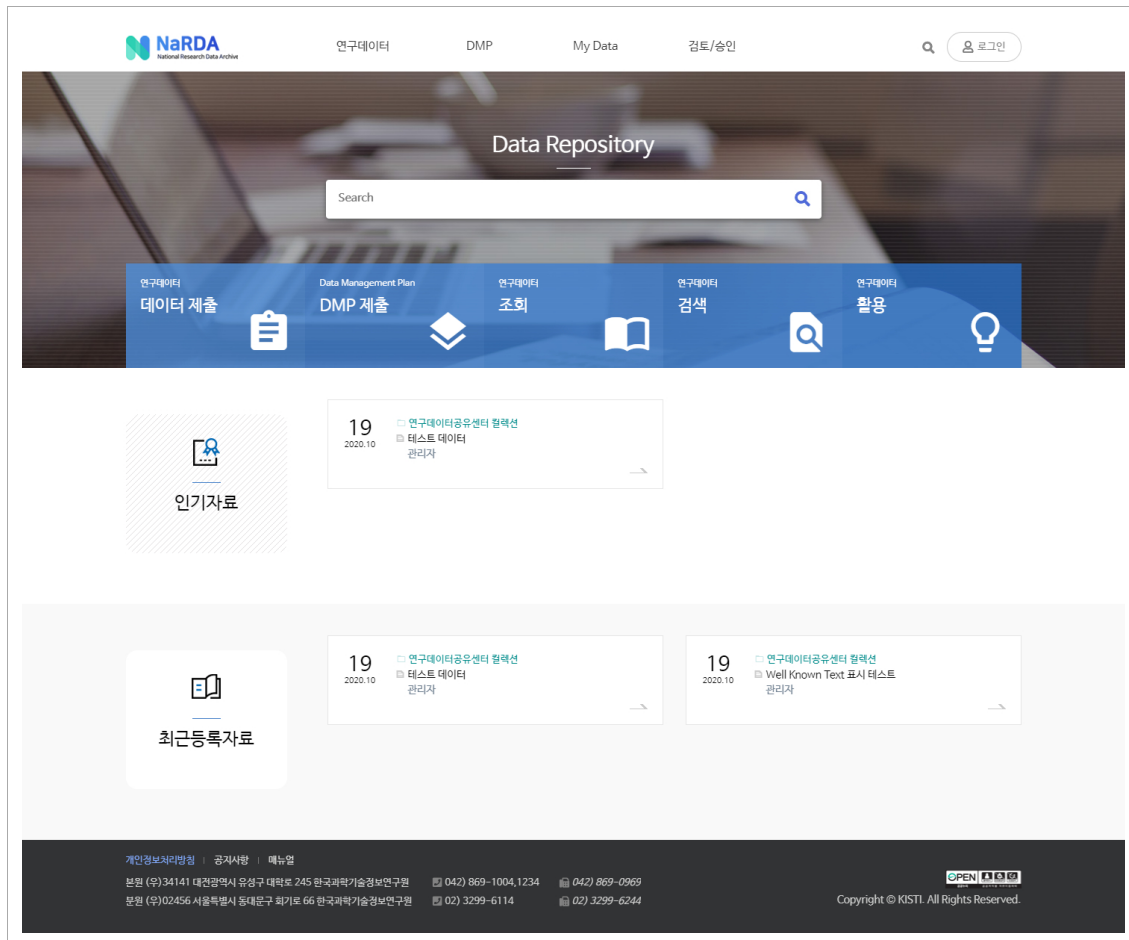 NaRDA
National Research Data Archive
연구데이터 DMP My Data 검토/승인 로그인
Data Repository
Search
연구데이터
데이터 제출
Data Management Plan
DMP 제출
연구데이터
조회
연구데이터
검색
연구데이터
활용
인기자료
19
2020.10
연구데이터공유센터 컬렉션
테스트 데이터
관리자
최근등록자료
19
2020.10
연구데이터공유센터 컬렉션
테스트 데이터
관리자
19
2020.10
연구데이터공유센터 컬렉션
Well Known Text 표시 테스트
관리자
개인정보처리방침 공지사항 매뉴얼
본원 (우)34141 대전광역시 유성구 대학로 245 한국과학기술정보연구원 042) 869-1004,1234 042) 869-0969
분원 (우)02456 서울특별시 동대문구 회기로 66 한국과학기술정보연구원 02) 3299-6114 02) 3299-6244
OPEN
Copyright © KISTI. All Rights Reserved.